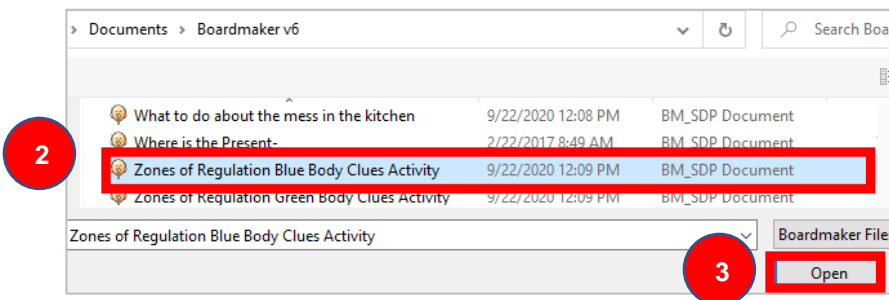 > Documents > Boardmaker v6 Search Boa
What to do about the mess in the kitchen 9/22/2020 12:08 PM BM_SDP Document
Where is the Present- 2/22/2017 8:49 AM BM_SDP Document
2
Zones of Regulation Blue Body Clues Activity 9/22/2020 12:09 PM BM_SDP Document
Zones of Regulation Green Body Clues Activity 9/22/2020 12:09 PM BM_SDP Document
Zones of Regulation Blue Body Clues Activity Boardmaker File
3 Open